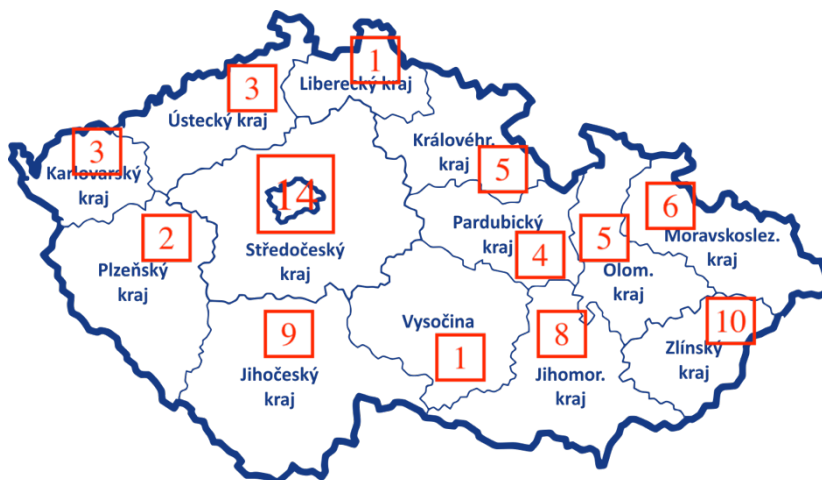 1
Liberecký kraj
3
Ústecký kraj
3
Karlovarský
kraj
Královéhr.
kraj
5
14
Středočeský
kraj
2
Plzeňský
kraj
Pardubický
kraj
4
5
Olom.
kraj
6
Moravskoslez.
kraj
9
Jihočeský
kraj
Vysočina
1
8
Jihomor.
kraj
10
Zlínský
kraj